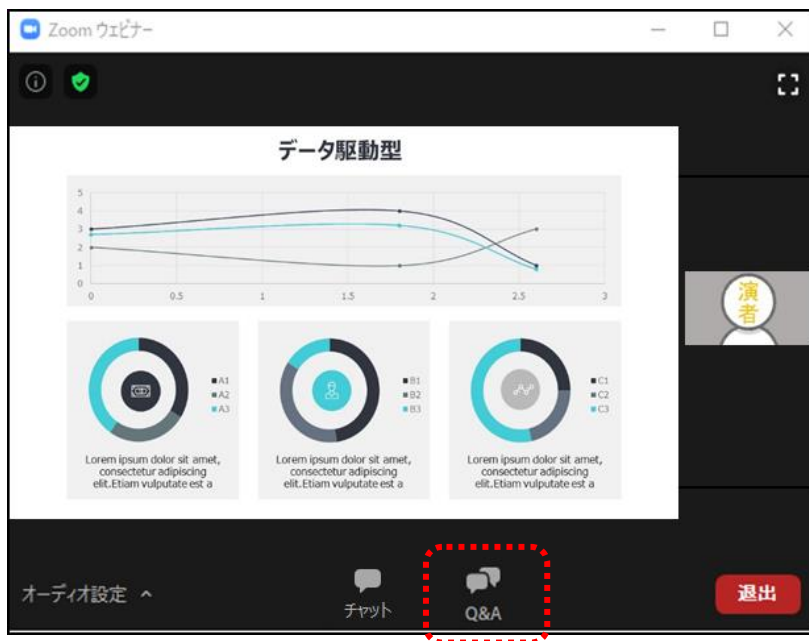 Zoom ウェビナー
データ駆動型
5
4
3
2
1
0
0
0.5
1
1.5
2
2.5
3
演
者
A1
A2
A3
B1
B2
B3
C1
C2
C3
Lorem ipsum dolor sit amet,
consectetur adipiscing
elit.Etiam vulputate est a
Lorem ipsum dolor sit amet,
consectetur adipiscing
elit.Etiam vulputate est a
Lorem ipsum dolor sit amet,
consectetur adipiscing
elit.Etiam vulputate est a
オーディオ設定
チャット
Q&A
退出